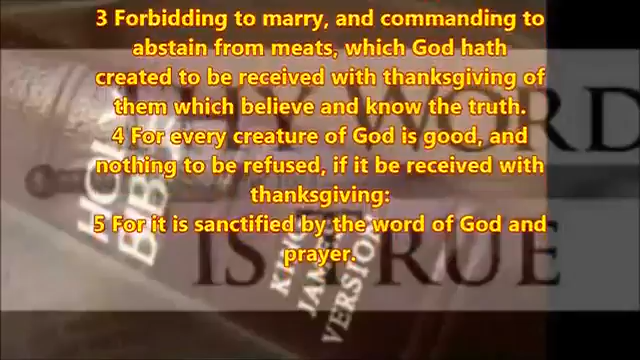 3 Forbidding to marry, and commanding to
abstain from meats, which God hath
created to be received with thanksgiving of
them which believe and know the truth.
4 For every creature of God is good, and
nothing to be refused, if it be received with
thanksgiving:
5 For it is sanctified by the word of God and
prayer.
HOLY
KING
JAMES
VERSION
WORD
IS TRUE